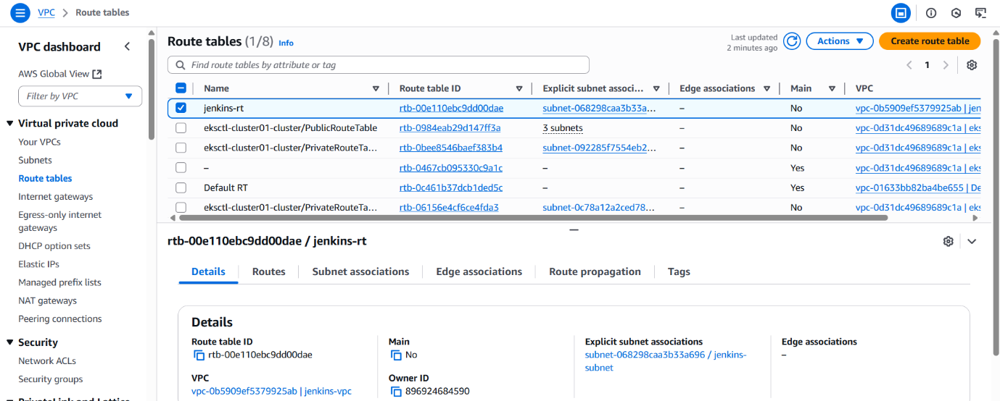 VPC > Route tables
VPC dashboard
AWS Global View
Filter by VPC
Virtual private cloud
Your VPCs
Subnets
Route tables
Internet gateways
Egress-only internet
gateways
DHCP option sets
Elastic IPs
Managed prefix lists
NAT gateways
Peering connections
Security
Network ACLs
Security groups
PrivateLink and Lattice
Route tables (1/8) Info
Last updated
2 minutes ago
Actions
Create route table
Find route tables by attribute or tag
1
Name Route table ID Explicit subnet associ... Edge associations Main VPC
jenkins-rt rtb-00e110ebc9dd00dae subnet-068298caa3b33a... – No vpc-0b5909ef5379925ab | jen
eksctl-cluster01-cluster/PublicRouteTable rtb-0984eab29d147ff3a 3 subnets – No vpc-0d31dc49689689c1a | eks
eksctl-cluster01-cluster/PrivateRouteTa... rtb-0bee8546baef383b4 subnet-092285f7554eb2... – No vpc-0d31dc49689689c1a | eks
– rtb-0467cb095330c9a1c – – Yes vpc-0d31dc49689689c1a | eks
Default RT rtb-0c461b37dcb1ded5c – – Yes vpc-01633bb82ba4be655 | De
eksctl-cluster01-cluster/PrivateRouteTa... rtb-06156e4cf6ce4fda3 subnet-0c78a12a2ced78... – No vpc-0d31dc49689689c1a | eks
rtb-00e110ebc9dd00dae / jenkins-rt
Details Routes Subnet associations Edge associations Route propagation Tags
Details
Route table ID
rtb-00e110ebc9dd00dae
Main
No
Explicit subnet associations
subnet-068298caa3b33a696 / jenkins-
subnet
Edge associations
–
VPC
vpc-0b5909ef5379925ab | jenkins-vpc
Owner ID
896924684590